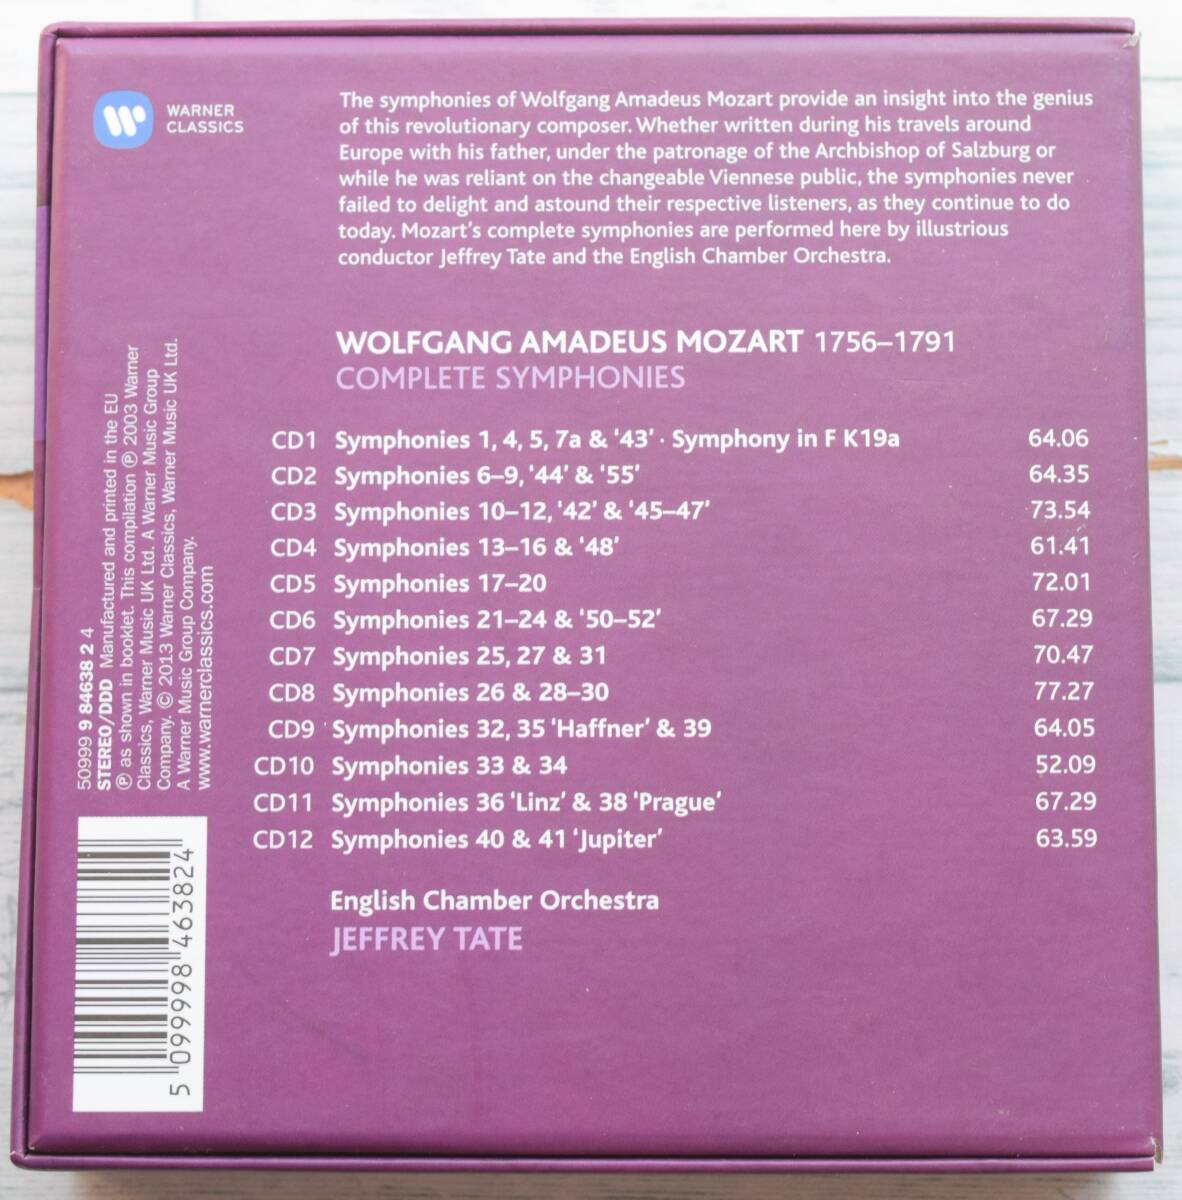 WARNER
CLASSICS
The symphonies of Wolfgang Amadeus Mozart provide an insight into the genius
of this revolutionary composer. Whether written during his travels around
Europe with his father, under the patronage of the Archbishop of Salzburg or
while he was reliant on the changeable Viennese public, the symphonies never
failed to delight and astound their respective listeners, as they continue to do
today. Mozart's complete symphonies are performed here by illustrious
conductor Jeffrey Tate and the English Chamber Orchestra.
WOLFGANG AMADEUS MOZART 1756–1791
COMPLETE SYMPHONIES
CD1 Symphonies 1, 4, 5, 7a & '43' · Symphony in F K19a 64.06
CD2 Symphonies 6–9, '44' & '55' 64.35
CD3 Symphonies 10–12, '42' & '45–47' 73.54
CD4 Symphonies 13–16 & '48' 61.41
CD5 Symphonies 17–20 72.01
CD6 Symphonies 21–24 & '50–52' 67.29
CD7 Symphonies 25, 27 & 31 70.47
CD8 Symphonies 26 & 28–30 77.27
CD9 Symphonies 32, 35 'Haffner' & 39 64.05
CD10 Symphonies 33 & 34 52.09
CD11 Symphonies 36 'Linz' & 38 'Prague' 67.29
CD12 Symphonies 40 & 41 'Jupiter' 63.59
English Chamber Orchestra
JEFFREY TATE
50999 9 84638 2 4
STEREO/DDD Manufactured and printed in the EU
℗ as shown in booklet. This compilation ℗ 2003 Warner
Classics, Warner Music UK Ltd. A Warner Music Group
Company. © 2013 Warner Classics, Warner Music UK Ltd.
A Warner Music Group Company.
www.warnerclassics.com
5 099998 463824